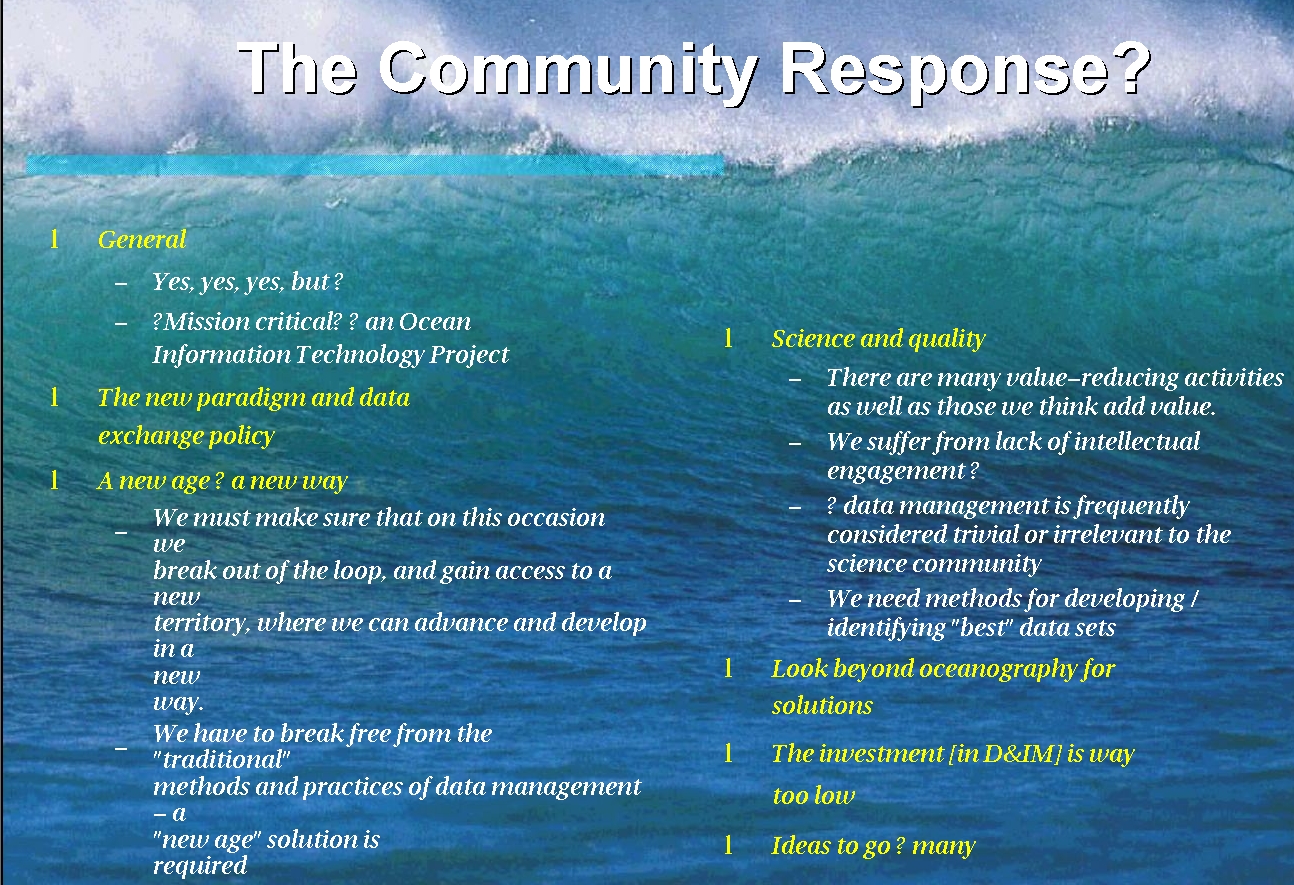 The Community Response?
l General
– Yes, yes, yes, but ?
– ?Mission critical? ? an Ocean
Information Technology Project
l The new paradigm and data
exchange policy
l A new age ? a new way
– We must make sure that on this occasion
we
break out of the loop, and gain access to a
new
territory, where we can advance and develop
in a
new
way.
– We have to break free from the
"traditional"
methods and practices of data management
– a
"new age" solution is
required
l Science and quality
– There are many value–reducing activities
as well as those we think add value.
– We suffer from lack of intellectual
engagement ?
– ? data management is frequently
considered trivial or irrelevant to the
science community
– We need methods for developing /
identifying "best" data sets
l Look beyond oceanography for
solutions
l The investment [in D&IM] is way
too low
l Ideas to go ? many